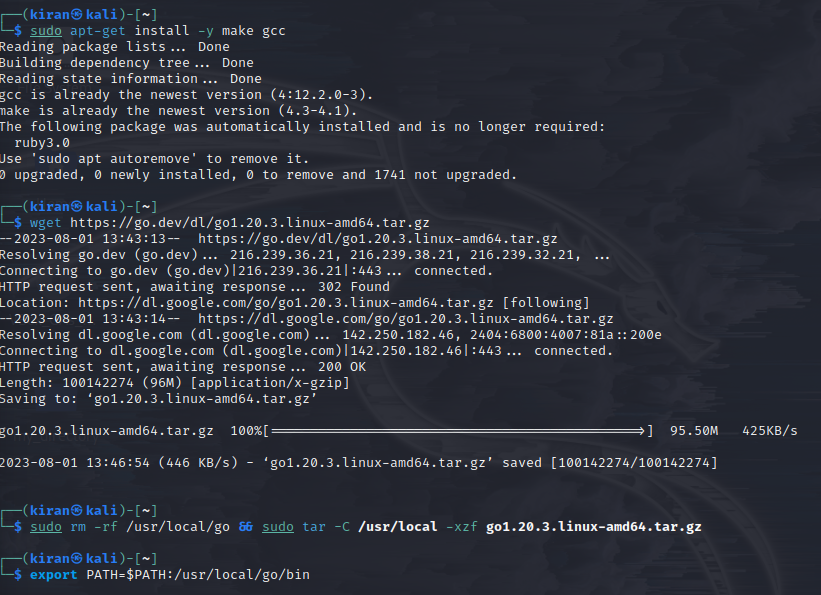 ┌──(kiran㉿kali)-[~]
└─$ sudo apt-get install -y make gcc
Reading package lists... Done
Building dependency tree... Done
Reading state information... Done
gcc is already the newest version (4:12.2.0-3).
make is already the newest version (4.3-4.1).
The following package was automatically installed and is no longer required:
  ruby3.0
Use 'sudo apt autoremove' to remove it.
0 upgraded, 0 newly installed, 0 to remove and 1741 not upgraded.
┌──(kiran㉿kali)-[~]
└─$ wget https://go.dev/dl/go1.20.3.linux-amd64.tar.gz
--2023-08-01 13:43:13--  https://go.dev/dl/go1.20.3.linux-amd64.tar.gz
Resolving go.dev (go.dev)... 216.239.36.21, 216.239.38.21, 216.239.32.21, ...
Connecting to go.dev (go.dev)|216.239.36.21|:443... connected.
HTTP request sent, awaiting response... 302 Found
Location: https://dl.google.com/go/go1.20.3.linux-amd64.tar.gz [following]
--2023-08-01 13:43:14--  https://dl.google.com/go/go1.20.3.linux-amd64.tar.gz
Resolving dl.google.com (dl.google.com)... 142.250.182.46, 2404:6800:4007:81a::200e
Connecting to dl.google.com (dl.google.com)|142.250.182.46|:443... connected.
HTTP request sent, awaiting response... 200 OK
Length: 100142274 (96M) [application/x-gzip]
Saving to: ‘go1.20.3.linux-amd64.tar.gz’
go1.20.3.linux-amd64.tar.gz  100%[===============================================>]  95.50M   425KB/s
2023-08-01 13:46:54 (446 KB/s) - ‘go1.20.3.linux-amd64.tar.gz’ saved [100142274/100142274]
┌──(kiran㉿kali)-[~]
└─$ sudo rm -rf /usr/local/go && sudo tar -C /usr/local -xzf go1.20.3.linux-amd64.tar.gz
┌──(kiran㉿kali)-[~]
└─$ export PATH=$PATH:/usr/local/go/bin